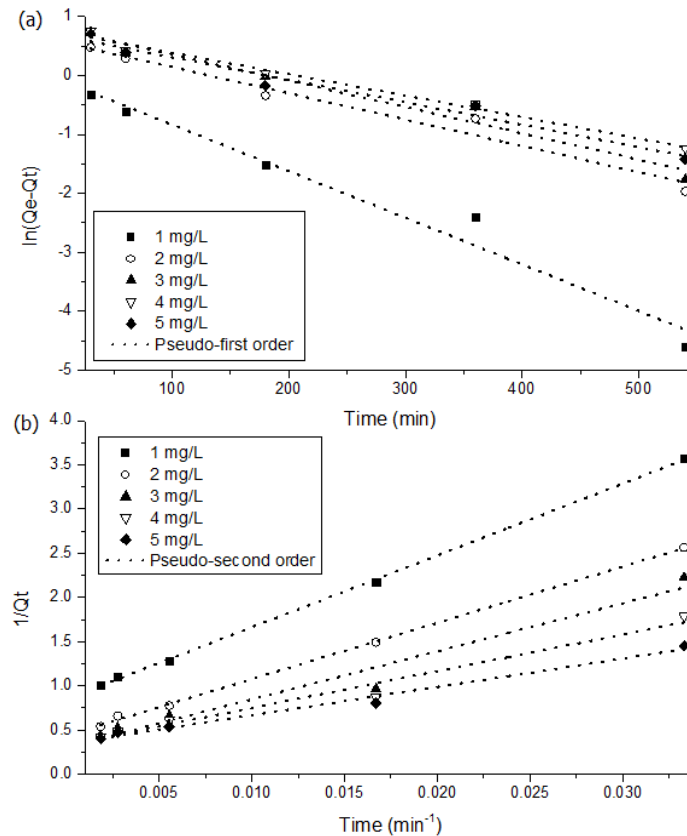 (a)
1
0
-1
-2
-3
-4
-5
ln(Qe-Qt)
1 mg/L
2 mg/L
3 mg/L
4 mg/L
5 mg/L
Pseudo-first order
100 200 300 400 500
Time (min)
(b)
4.0
3.5
3.0
2.5
2.0
1.5
1.0
0.5
0.0
1/Qt
1 mg/L
2 mg/L
3 mg/L
4 mg/L
5 mg/L
Pseudo-second order
0.005 0.010 0.015 0.020 0.025 0.030
Time (min⁻¹)